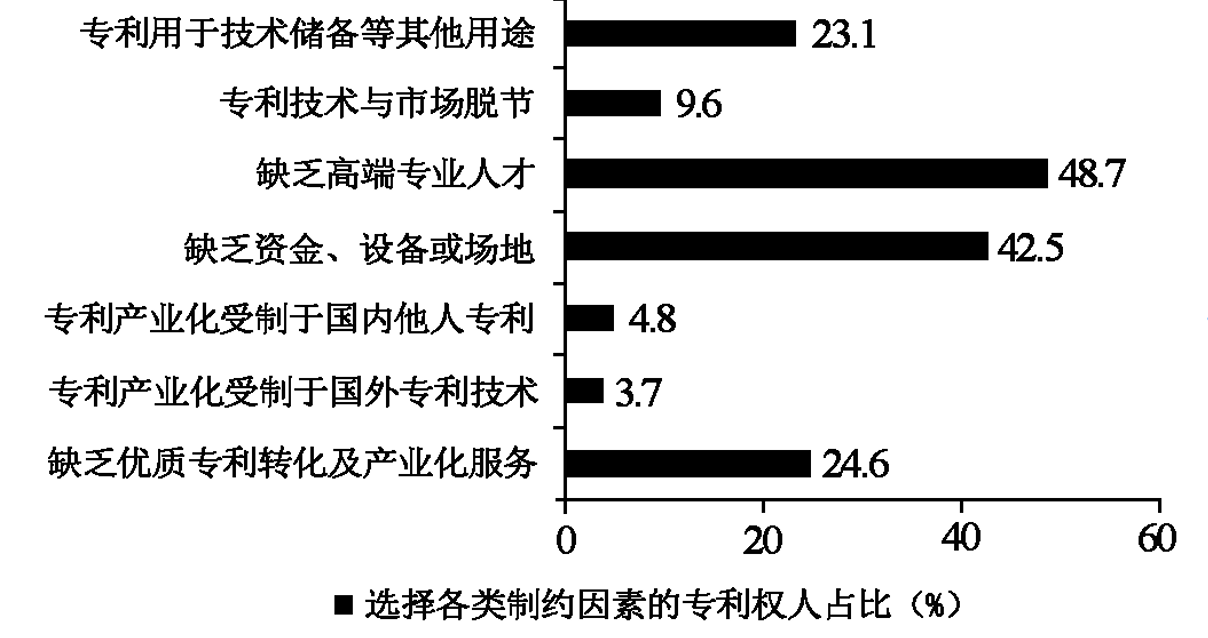 专利用于技术储备等其他用途 23.1
专利技术与市场脱节 9.6
缺乏高端专业人才 48.7
缺乏资金、设备或场地 42.5
专利产业化受制于国内他人专利 4.8
专利产业化受制于国外专利技术 3.7
缺乏优质专利转化及产业化服务 24.6
0 20 40 60
■ 选择各类制约因素的专利权人占比（%）